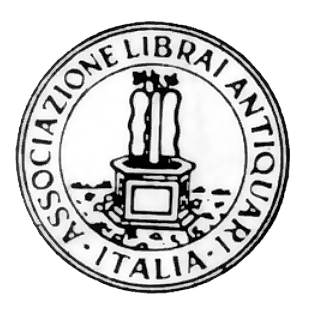 ASSOCIAZIONE LIBRAI ANTIQUARI
· ITALIA ·